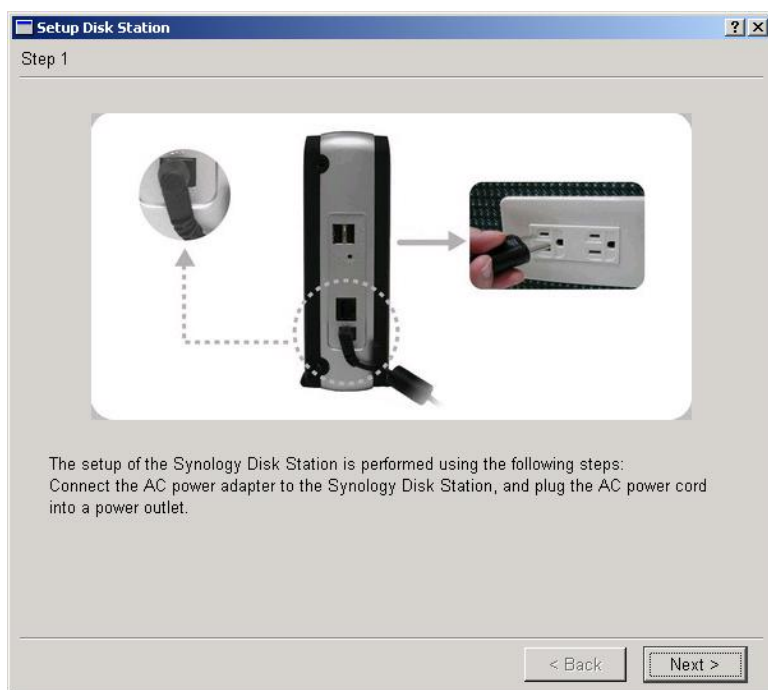 Setup Disk Station
Step 1
The setup of the Synology Disk Station is performed using the following steps:
Connect the AC power adapter to the Synology Disk Station, and plug the AC power cord
into a power outlet.
< Back
Next >